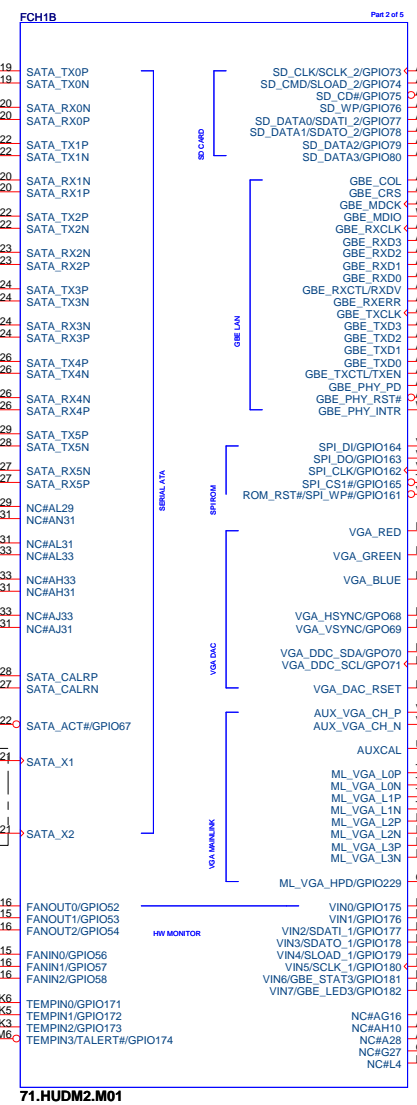 FCH1B
Part 2 of 5
SATA_TX0P
SATA_TX0N
SATA_RX0N
SATA_RX0P
SATA_TX1P
SATA_TX1N
SATA_RX1N
SATA_RX1P
SATA_TX2P
SATA_TX2N
SATA_RX2N
SATA_RX2P
SATA_TX3P
SATA_TX3N
SATA_RX3N
SATA_RX3P
SATA_TX4P
SATA_TX4N
SATA_RX4N
SATA_RX4P
SATA_TX5P
SATA_TX5N
SATA_RX5N
SATA_RX5P
NC#AL29
NC#AN31
NC#AL31
NC#AL33
NC#AH33
NC#AH31
NC#AJ33
NC#AJ31
SATA_CALRP
SATA_CALRN
SATA_ACT#/GPIO67
SATA_X1
SATA_X2
FANOUT0/GPIO52
FANOUT1/GPIO53
FANOUT2/GPIO54
FANIN0/GPIO56
FANIN1/GPIO57
FANIN2/GPIO58
TEMPIN0/GPIO171
TEMPIN1/GPIO172
TEMPIN2/GPIO173
TEMPIN3/TALERT#/GPIO174
SERIAL ATA
SD CARD
GBE LAN
SPI ROM
VGA DAC
VGA MAINLINK
HW MONITOR
SD_CLK/SCLK_2/GPIO73
SD_CMD/SLOAD_2/GPIO74
SD_CD#/GPIO75
SD_WP/GPIO76
SD_DATA0/SDATI_2/GPIO77
SD_DATA1/SDATO_2/GPIO78
SD_DATA2/GPIO79
SD_DATA3/GPIO80
GBE_COL
GBE_CRS
GBE_MDCK
GBE_MDIO
GBE_RXCLK
GBE_RXD3
GBE_RXD2
GBE_RXD1
GBE_RXD0
GBE_RXCTL/RXDV
GBE_RXERR
GBE_TXCLK
GBE_TXD3
GBE_TXD2
GBE_TXD1
GBE_TXD0
GBE_TXCTL/TXEN
GBE_PHY_PD
GBE_PHY_RST#
GBE_PHY_INTR
SPI_DI/GPIO164
SPI_DO/GPIO163
SPI_CLK/GPIO162
SPI_CS1#/GPIO165
ROM_RST#/SPI_WP#/GPIO161
VGA_RED
VGA_GREEN
VGA_BLUE
VGA_HSYNC/GPO68
VGA_VSYNC/GPO69
VGA_DDC_SDA/GPO70
VGA_DDC_SCL/GPO71
VGA_DAC_RSET
AUX_VGA_CH_P
AUX_VGA_CH_N
AUXCAL
ML_VGA_L0P
ML_VGA_L0N
ML_VGA_L1P
ML_VGA_L1N
ML_VGA_L2P
ML_VGA_L2N
ML_VGA_L3P
ML_VGA_L3N
ML_VGA_HPD/GPIO229
VIN0/GPIO175
VIN1/GPIO176
VIN2/SDATI_1/GPIO177
VIN3/SDATO_1/GPIO178
VIN4/SLOAD_1/GPIO179
VIN5/SCLK_1/GPIO180
VIN6/GBE_STAT3/GPIO181
VIN7/GBE_LED3/GPIO182
NC#AG16
NC#AH10
NC#A28
NC#G27
NC#L4
71.HUDM2.M01